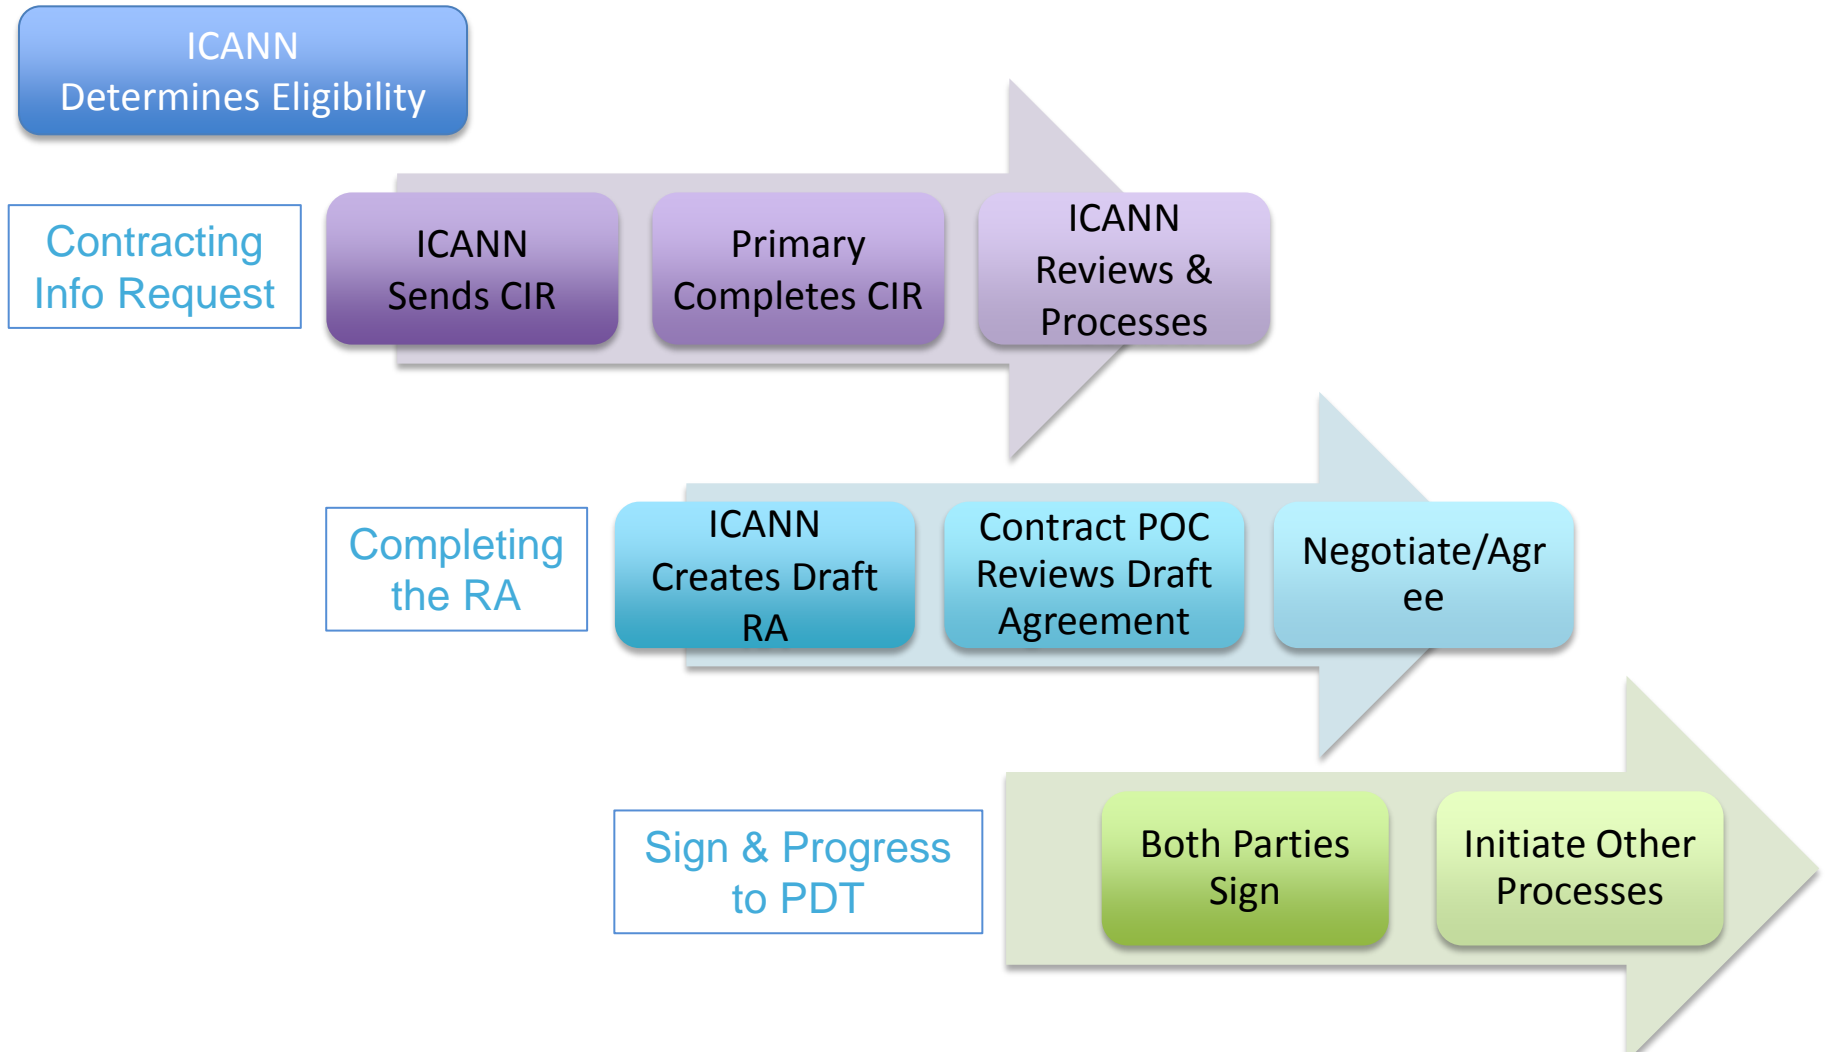 ICANN
Determines Eligibility
Contracting
Info Request
ICANN
Sends CIR
Primary
Completes CIR
ICANN
Reviews &
Processes
Completing
the RA
ICANN
Creates Draft
RA
Contract POC
Reviews Draft
Agreement
Negotiate/Agr
ee
Sign & Progress
to PDT
Both Parties
Sign
Initiate Other
Processes